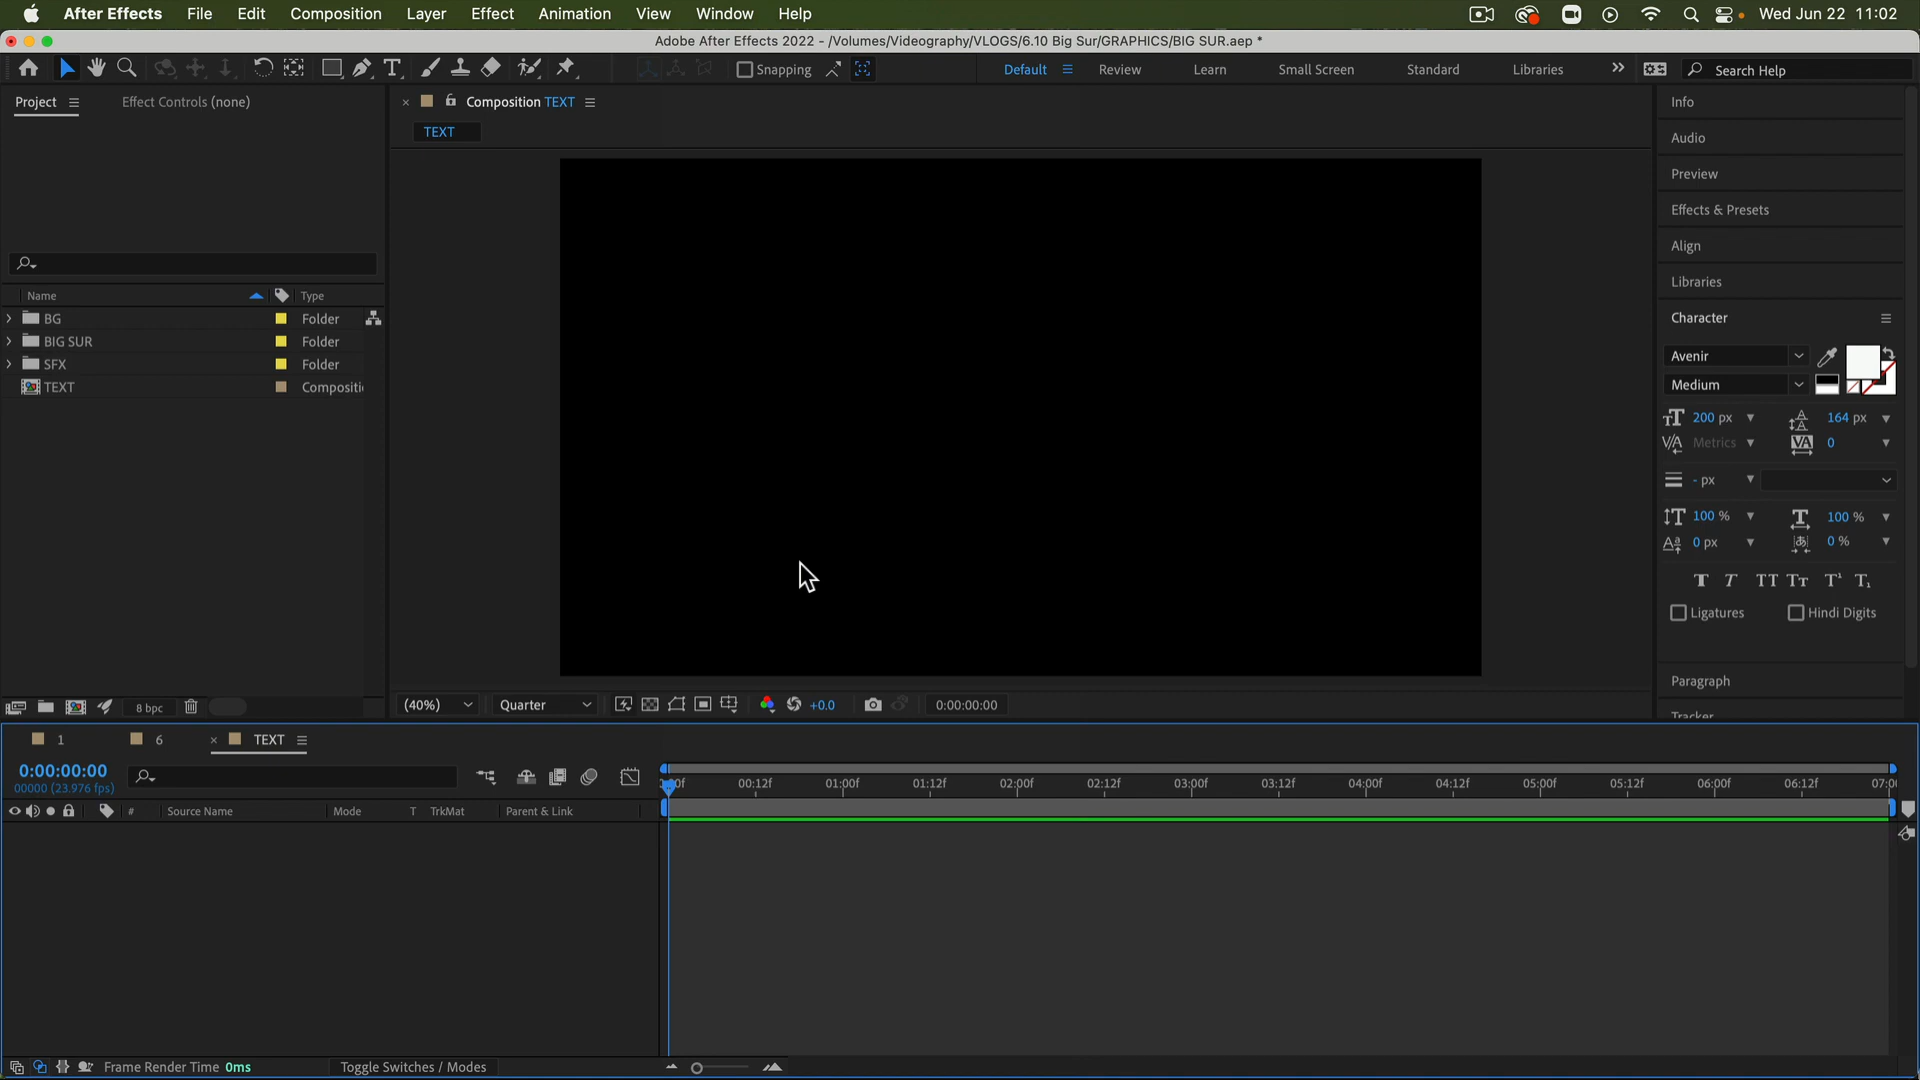 After Effects File Edit Composition Layer Effect Animation View Window Help Wed Jun 22 11:02
Adobe After Effects 2022 - /Volumes/Videography/VLOGS/6.10 Big Sur/GRAPHICS/BIG SUR.aep *
Snapping Default Review Learn Small Screen Standard Libraries Search Help
Project Effect Controls (none)
Composition TEXT
TEXT
Name Type
BG Folder
BIG SUR Folder
SFX Folder
TEXT Compositi
Info
Audio
Preview
Effects & Presets
Align
Libraries
Character
Avenir
Medium
200 px 164 px
Metrics 0
- px
100 % 100 %
0 px 0 %
Ligatures Hindi Digits
Paragraph
Tracker
8 bpc
(40%) Quarter +0.0 0:00:00:00
1 6 TEXT
0:00:00:00
00000 (23.976 fps)
00f 00:12f 01:00f 01:12f 02:00f 02:12f 03:00f 03:12f 04:00f 04:12f 05:00f 05:12f 06:00f 06:12f 07:00
# Source Name Mode T TrkMat Parent & Link
Frame Render Time 0ms Toggle Switches / Modes